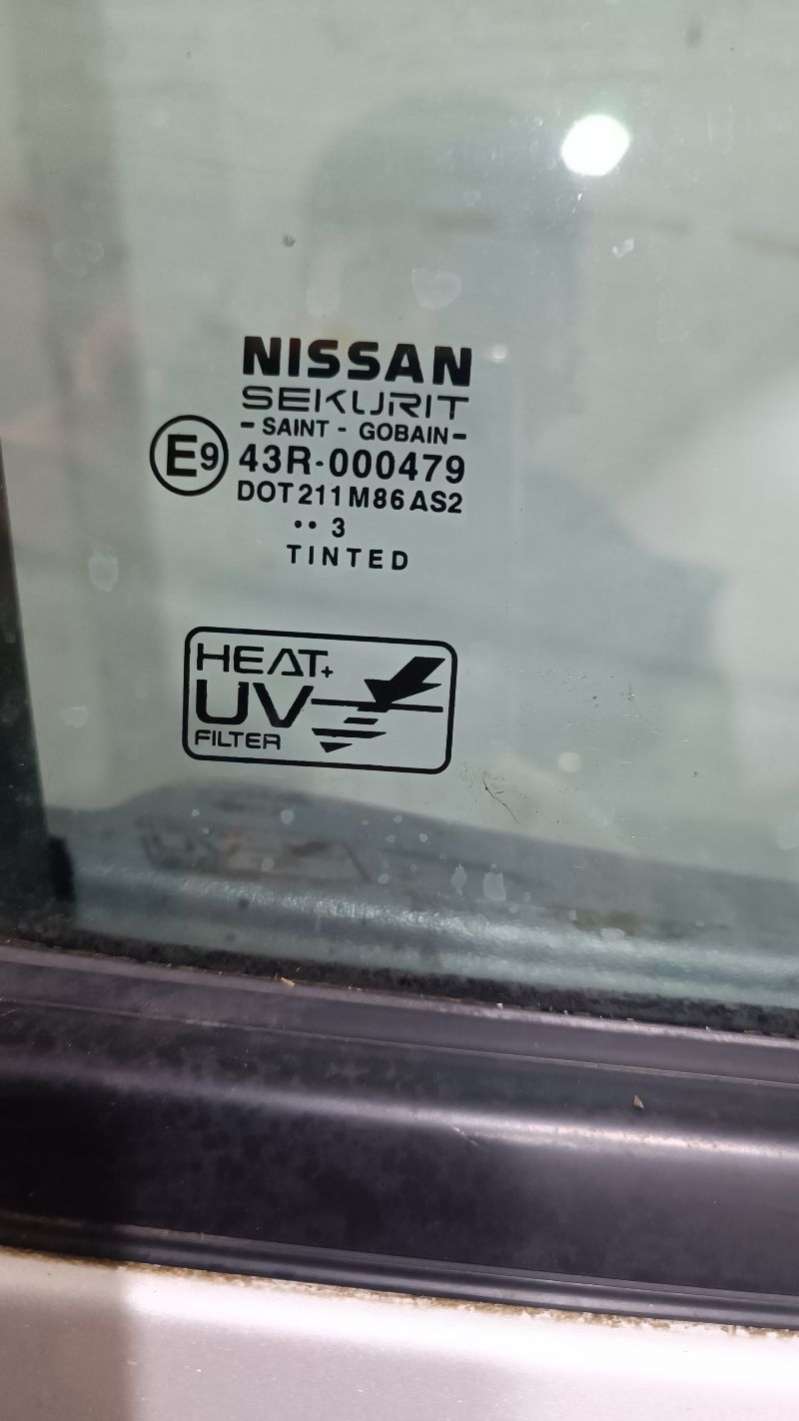 NISSAN
SEKURIT
- SAINT - GOBAIN -
E9 43R-000479
DOT 211 M86 AS2
•• 3
TINTED
HEAT+
UV
FILTER